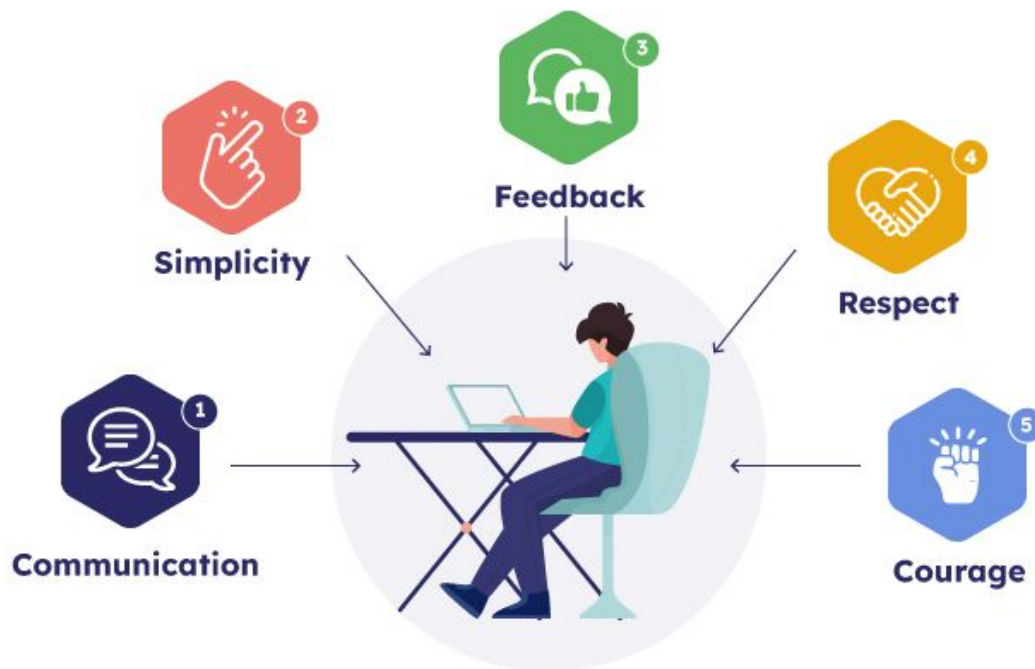 1
Communication
2
Simplicity
3
Feedback
4
Respect
5
Courage